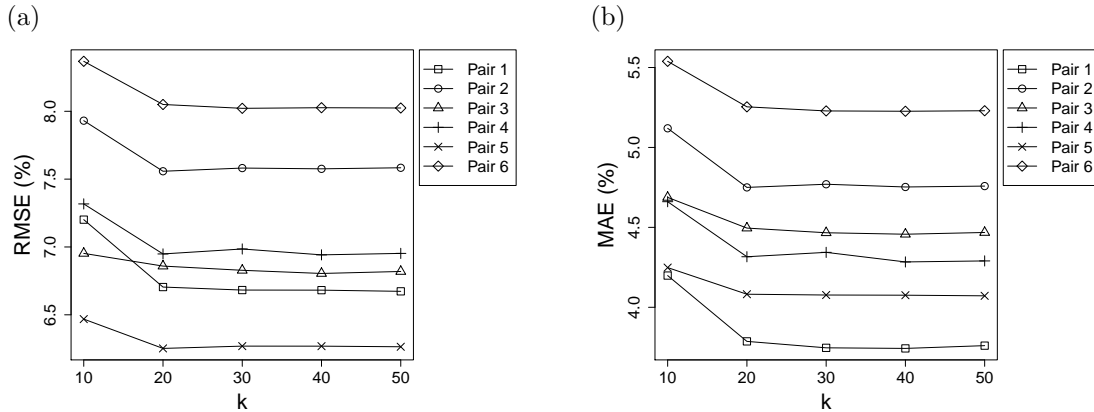 (a)
RMSE (%)
8.0
7.5
7.0
6.5
10 20 30 40 50
k
Pair 1
Pair 2
Pair 3
Pair 4
Pair 5
Pair 6
(b)
MAE (%)
5.5
5.0
4.5
4.0
10 20 30 40 50
k
Pair 1
Pair 2
Pair 3
Pair 4
Pair 5
Pair 6